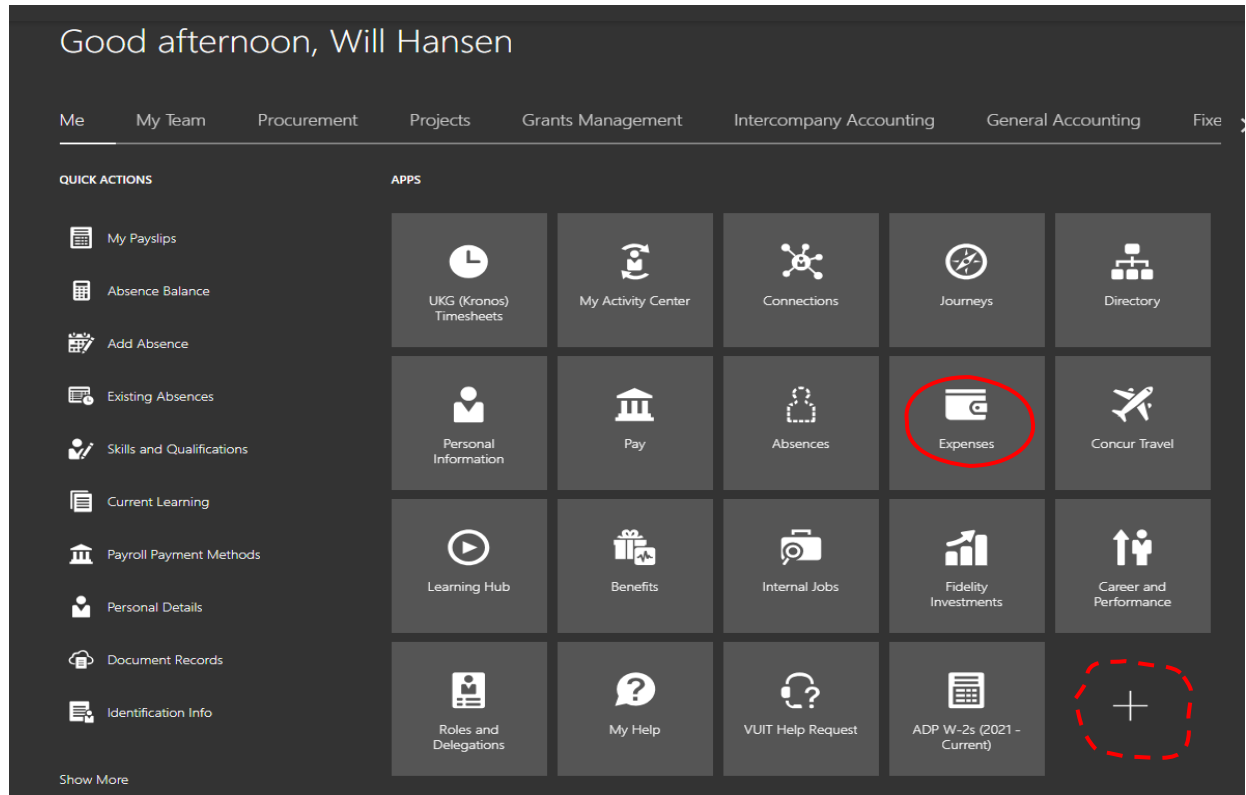 Good afternoon, Will Hansen
Me My Team Procurement Projects Grants Management Intercompany Accounting General Accounting Fixe
QUICK ACTIONS
My Payslips
Absence Balance
Add Absence
Existing Absences
Skills and Qualifications
Current Learning
Payroll Payment Methods
Personal Details
Document Records
Identification Info
Show More
APPS
UKG (Kronos)
Timesheets
My Activity Center
Connections
Journeys
Directory
Personal
Information
Pay
Absences
Expenses
Concur Travel
Learning Hub
Benefits
Internal Jobs
Fidelity
Investments
Career and
Performance
Roles and
Delegations
My Help
VUIT Help Request
ADP W-2s (2021 -
Current)